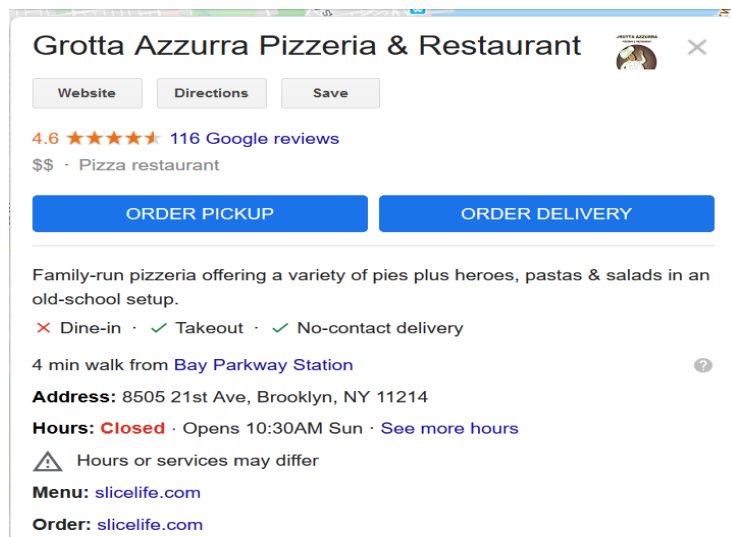 Grotta Azzurra Pizzeria & Restaurant
GROTTA AZZURRA
Website Directions Save
4.6 116 Google reviews
$$ · Pizza restaurant
ORDER PICKUP ORDER DELIVERY
Family-run pizzeria offering a variety of pies plus heroes, pastas & salads in an
old-school setup.
Dine-in · Takeout · No-contact delivery
4 min walk from Bay Parkway Station
?
Address: 8505 21st Ave, Brooklyn, NY 11214
Hours: Closed · Opens 10:30AM Sun · See more hours
Hours or services may differ
Menu: slicelife.com
Order: slicelife.com